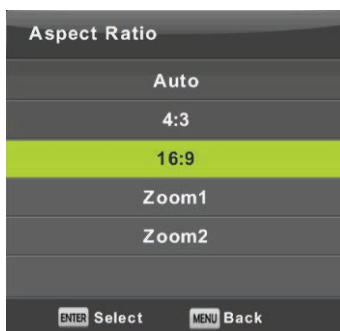 Aspect Ratio
Auto
4:3
16:9
Zoom1
Zoom2
ENTER Select MENU Back